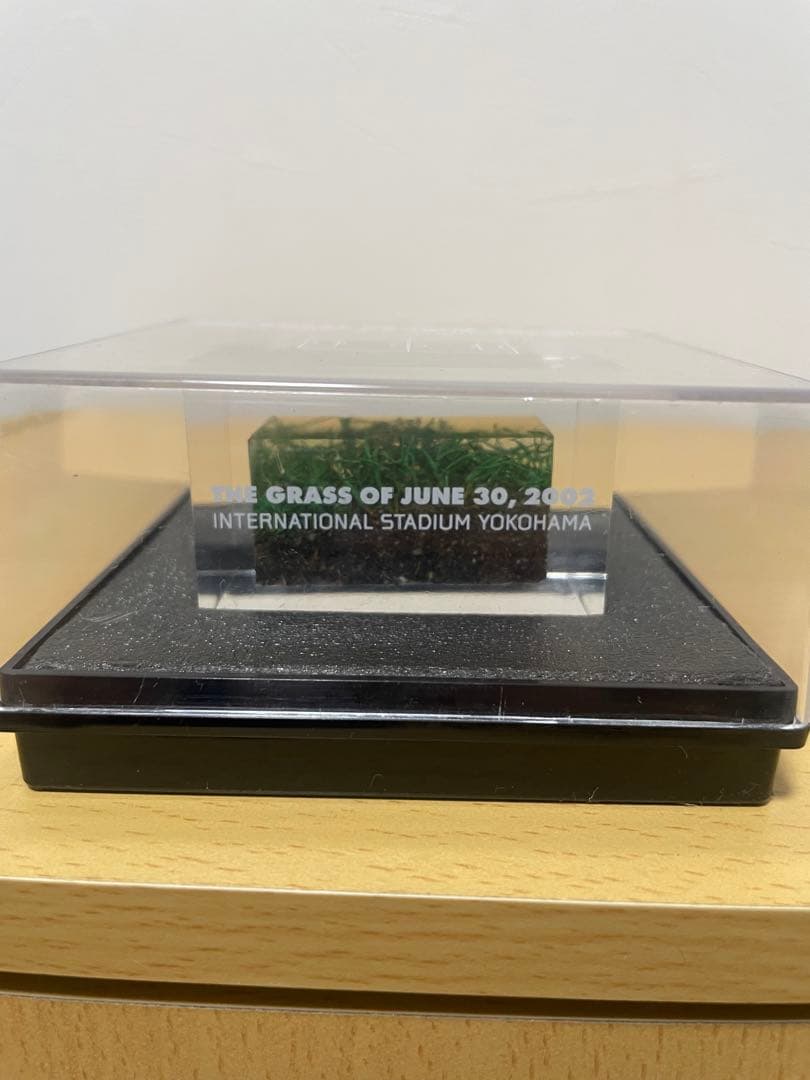 THE GRASS OF JUNE 30, 2002
INTERNATIONAL STADIUM YOKOHAMA